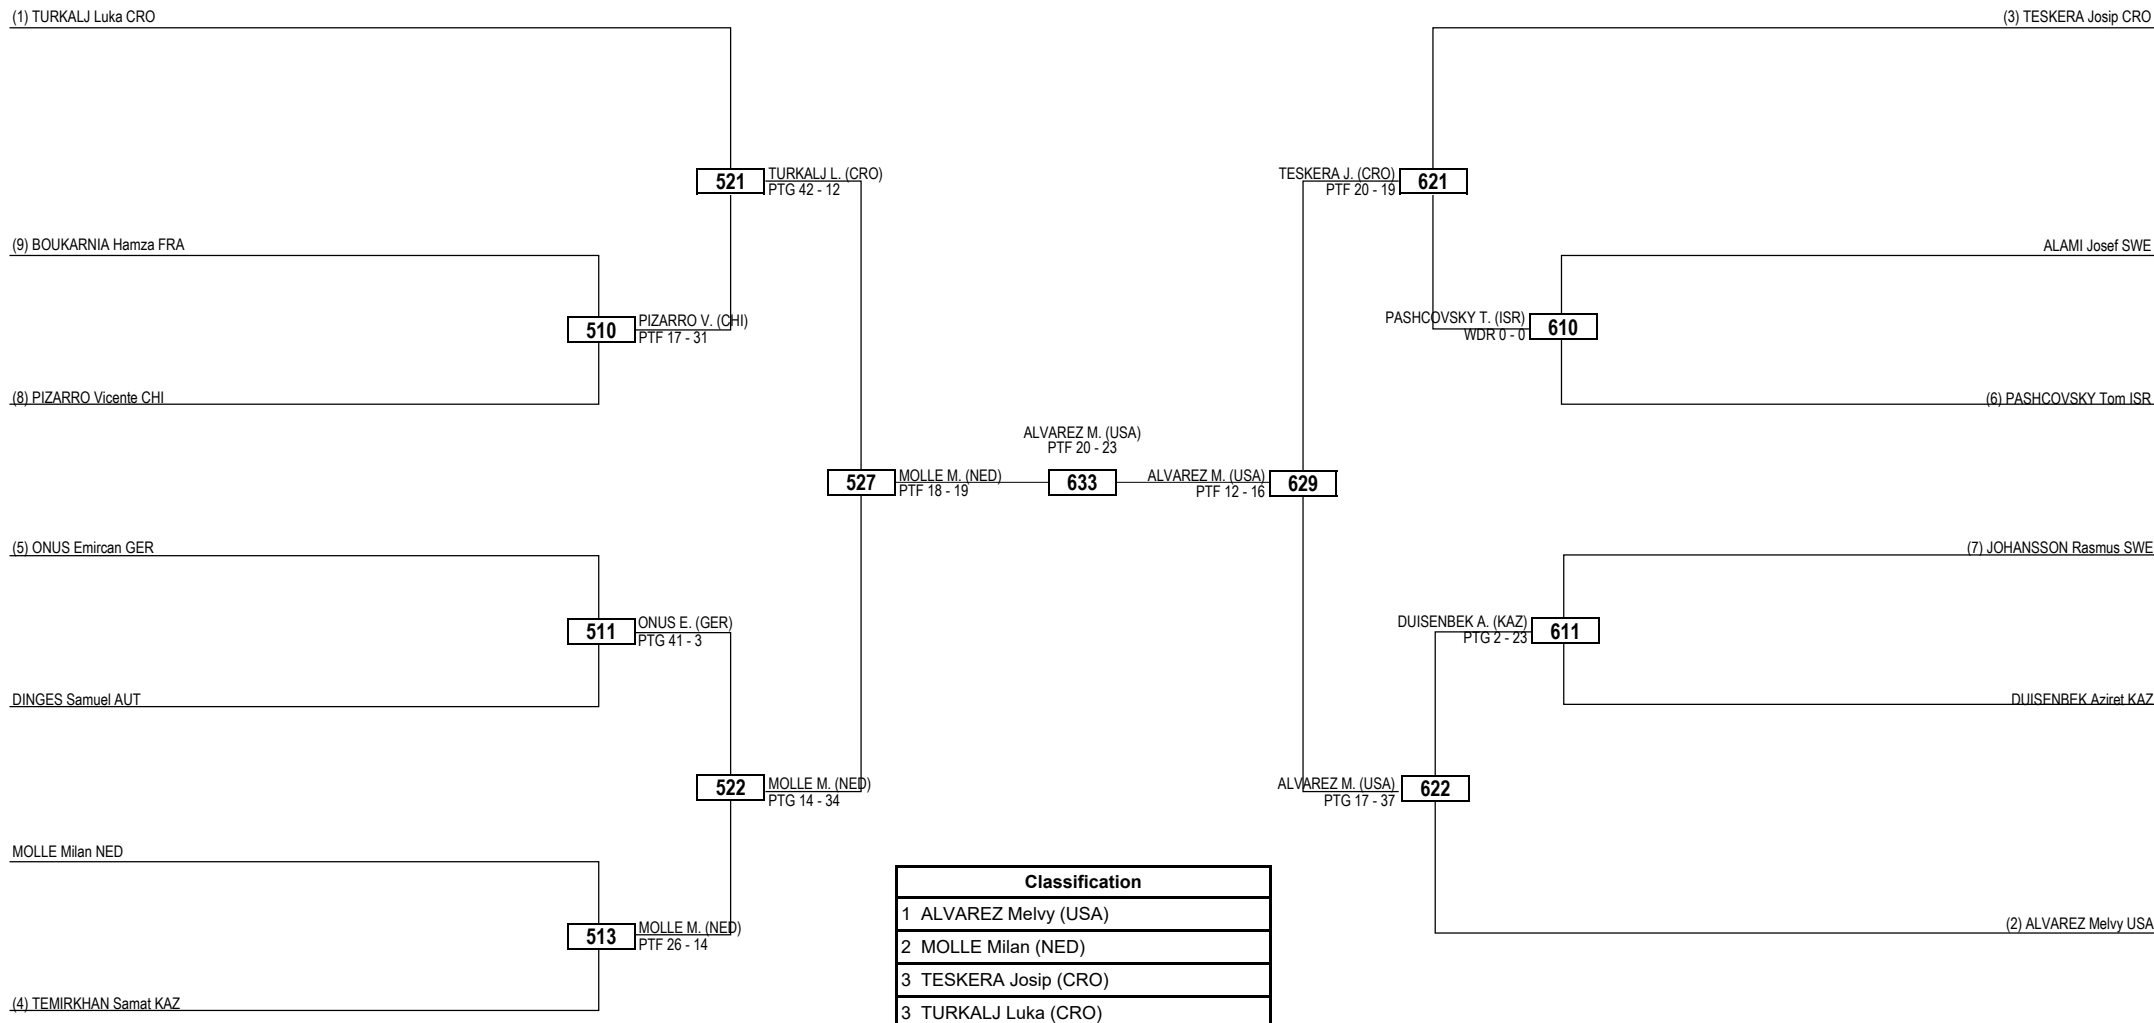 (1) TURKALJ Luka CRO
(3) TESKERA Josip CRO
521
TURKALJ L. (CRO)
PTG 42 - 12
TESKERA J. (CRO)
PTF 20 - 19
621
(9) BOUKARNIA Hamza FRA
ALAMI Josef SWE
510
PIZARRO V. (CHI)
PTF 17 - 31
PASHCOVSKY T. (ISR)
WDR 0 - 0
610
(8) PIZARRO Vicente CHI
(6) PASHCOVSKY Tom ISR
ALVAREZ M. (USA)
PTF 20 - 23
527
MOLLE M. (NED)
PTF 18 - 19
633
ALVAREZ M. (USA)
PTF 12 - 16
629
(5) ONUS Emircan GER
(7) JOHANSSON Rasmus SWE
511
ONUS E. (GER)
PTG 41 - 3
DUISENBEK A. (KAZ)
PTG 2 - 23
611
DINGES Samuel AUT
DUISENBEK Aziret KAZ
522
MOLLE M. (NED)
PTG 14 - 34
ALVAREZ M. (USA)
PTG 17 - 37
622
MOLLE Milan NED
513
MOLLE M. (NED)
PTF 26 - 14
(2) ALVAREZ Melvy USA
(4) TEMIRKHAN Samat KAZ
Classification
1 ALVAREZ Melvy (USA)
2 MOLLE Milan (NED)
3 TESKERA Josip (CRO)
3 TURKALJ Luka (CRO)